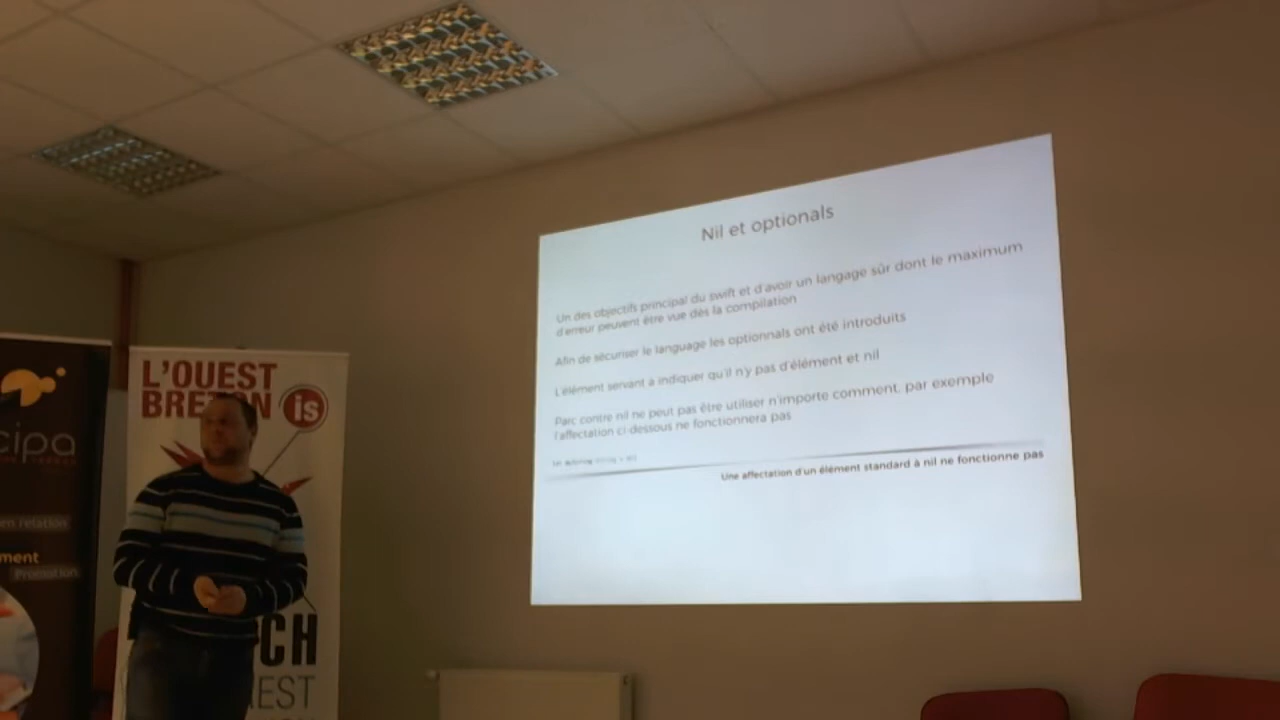 Nil et optionals
Un des objectifs principal du swift et d'avoir un langage sûr dont le maximum
d'erreur peuvent être vue dès la compilation
Afin de sécuriser le language les optionnals ont été introduits
L'élément servant à indiquer qu'il n'y pas d'élément et nil
Parc contre nil ne peut pas être utiliser n'importe comment, par exemple
l'affectation ci dessous ne fonctionnera pas
Une affectation d'un élément standard à nil ne fonctionne pas
L'OUEST
BRETON
is
CH
EST
cipa
en relation
ment
Promotion